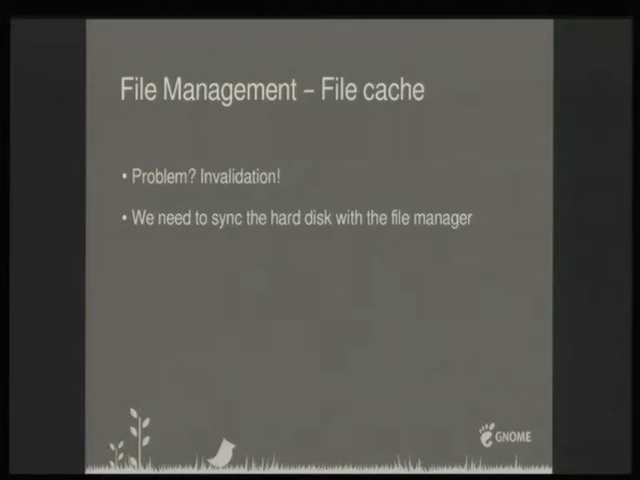 File Management – File cache
• Problem? Invalidation!
• We need to sync the hard disk with the file manager
GNOME